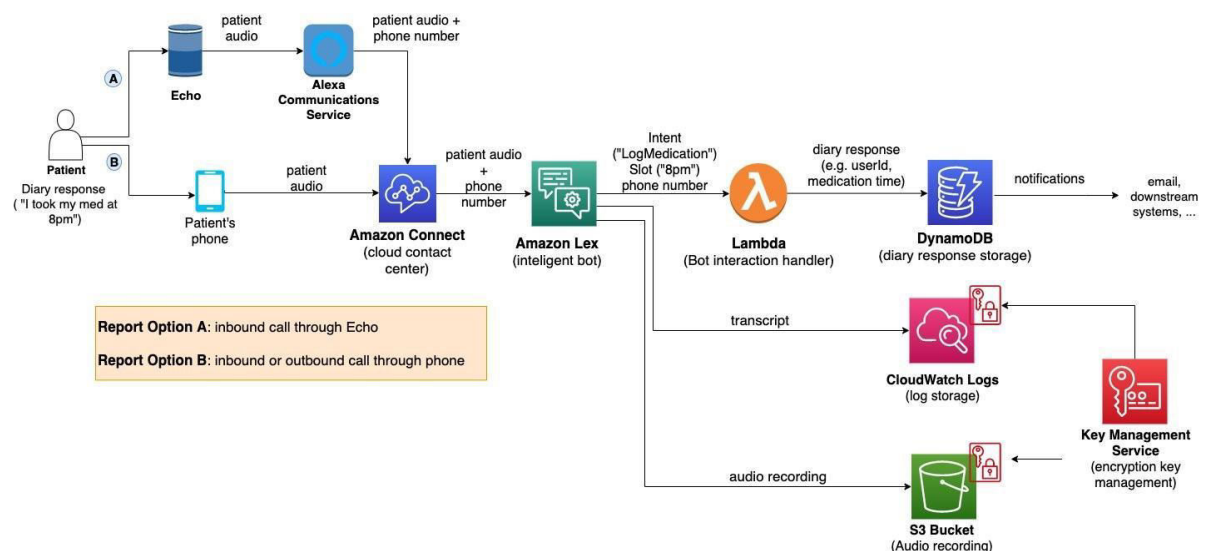 patient
audio
patient audio +
phone number
A
Echo
Alexa
Communications
Service
Patient
Diary response
( "I took my med at
8pm")
B
patient
audio
Patient's
phone
Amazon Connect
(cloud contact
center)
patient audio
+
phone
number
Amazon Lex
(inteligent bot)
Intent
("LogMedication")
Slot ("8pm")
phone number
Lambda
(Bot interaction handler)
diary response
(e.g. userId,
medication time)
DynamoDB
(diary response storage)
notifications
email,
downstream
systems, ...
Report Option A: inbound call through Echo
Report Option B: inbound or outbound call through phone
transcript
CloudWatch Logs
(log storage)
Key Management
Service
(encryption key
management)
audio recording
S3 Bucket
(Audio recording)